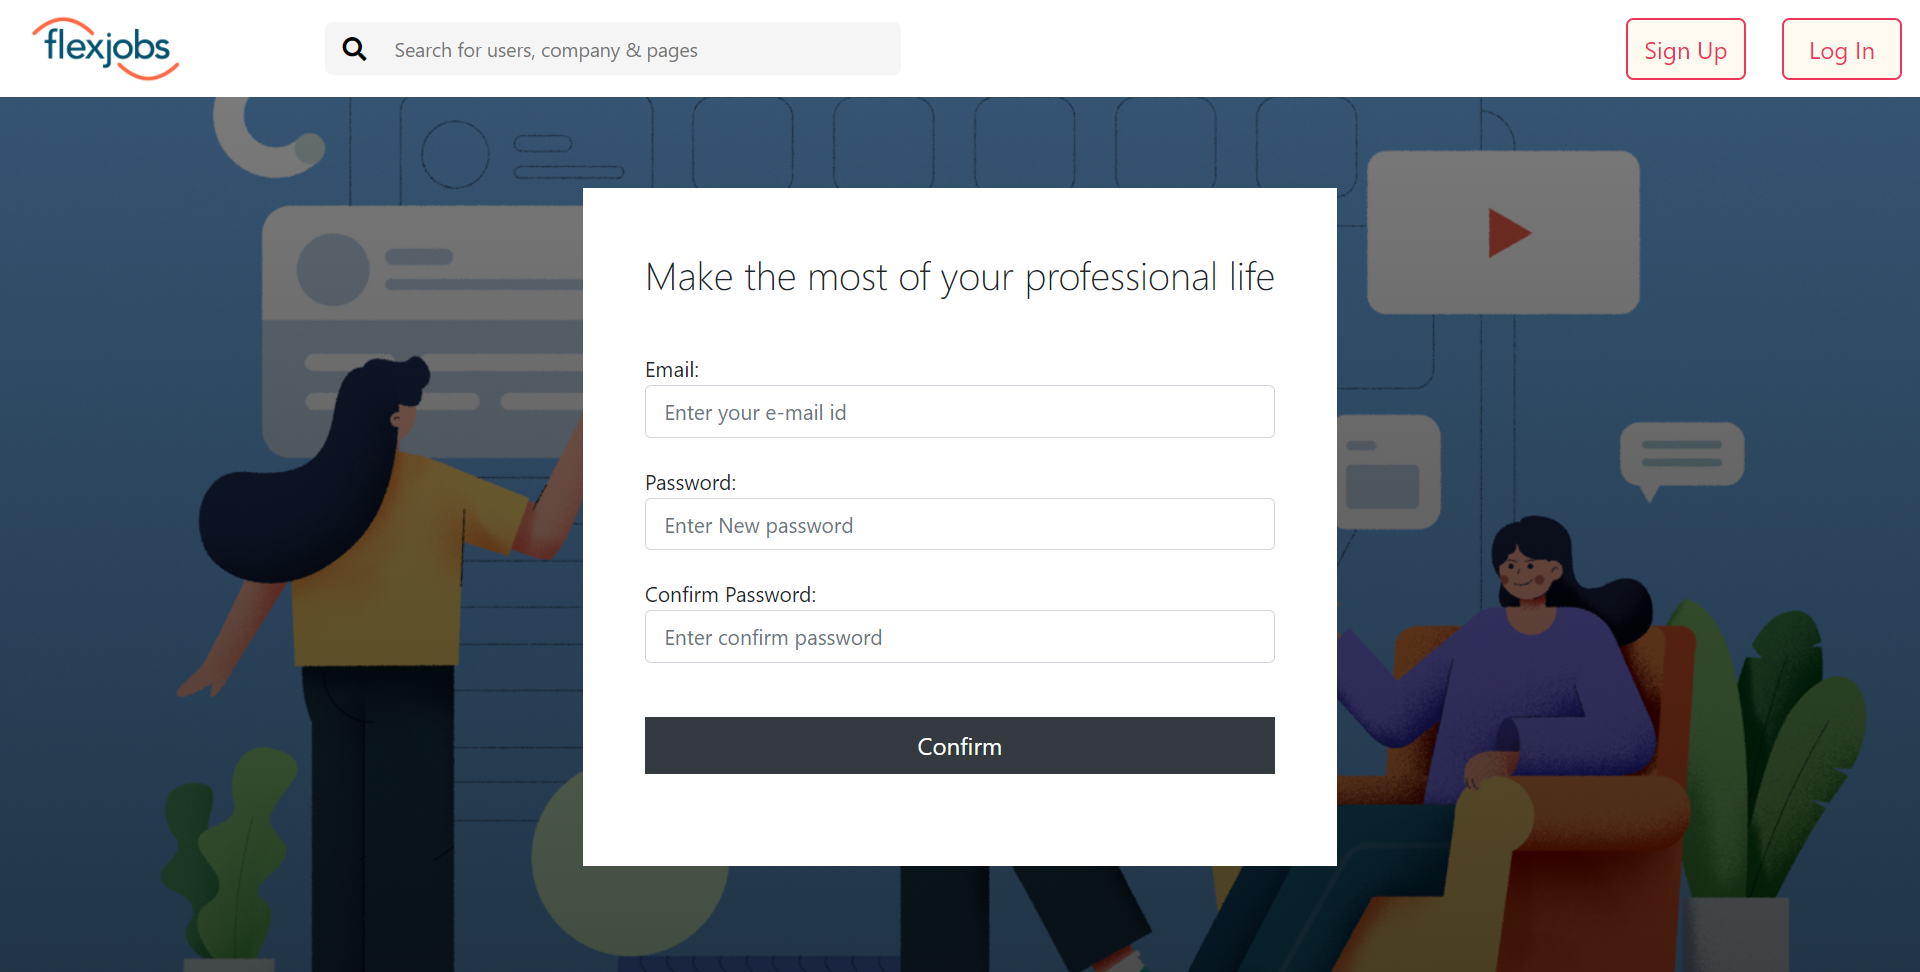 flexjobs
Search for users, company & pages
Sign Up
Log In
Make the most of your professional life
Email:
Enter your e-mail id
Password:
Enter New password
Confirm Password:
Enter confirm password
Confirm